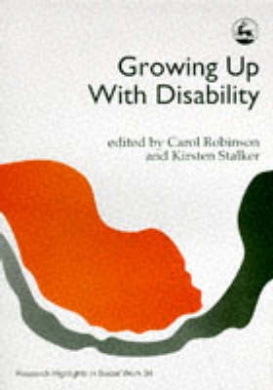 Growing Up
With Disability
edited by Carol Robinson
and Kirsten Stalker
Research Highlights in Social Work 34